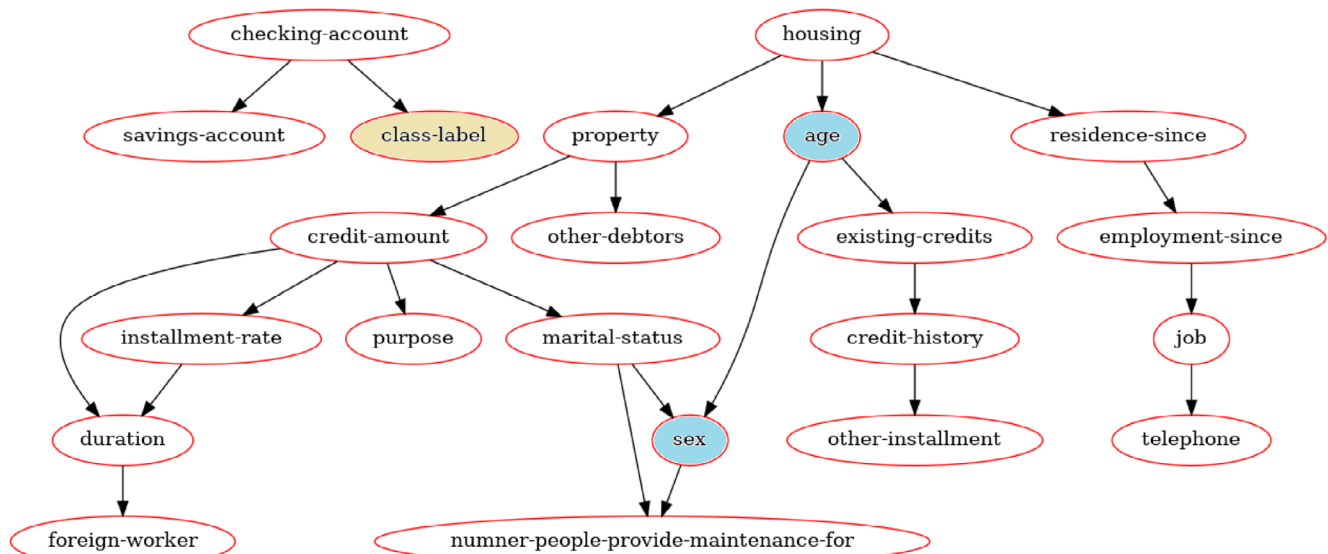 checking-account
housing
savings-account
class-label
property
age
residence-since
credit-amount
other-debtors
existing-credits
employment-since
installment-rate
purpose
marital-status
credit-history
job
duration
sex
other-installment
telephone
foreign-worker
numner-people-provide-maintenance-for